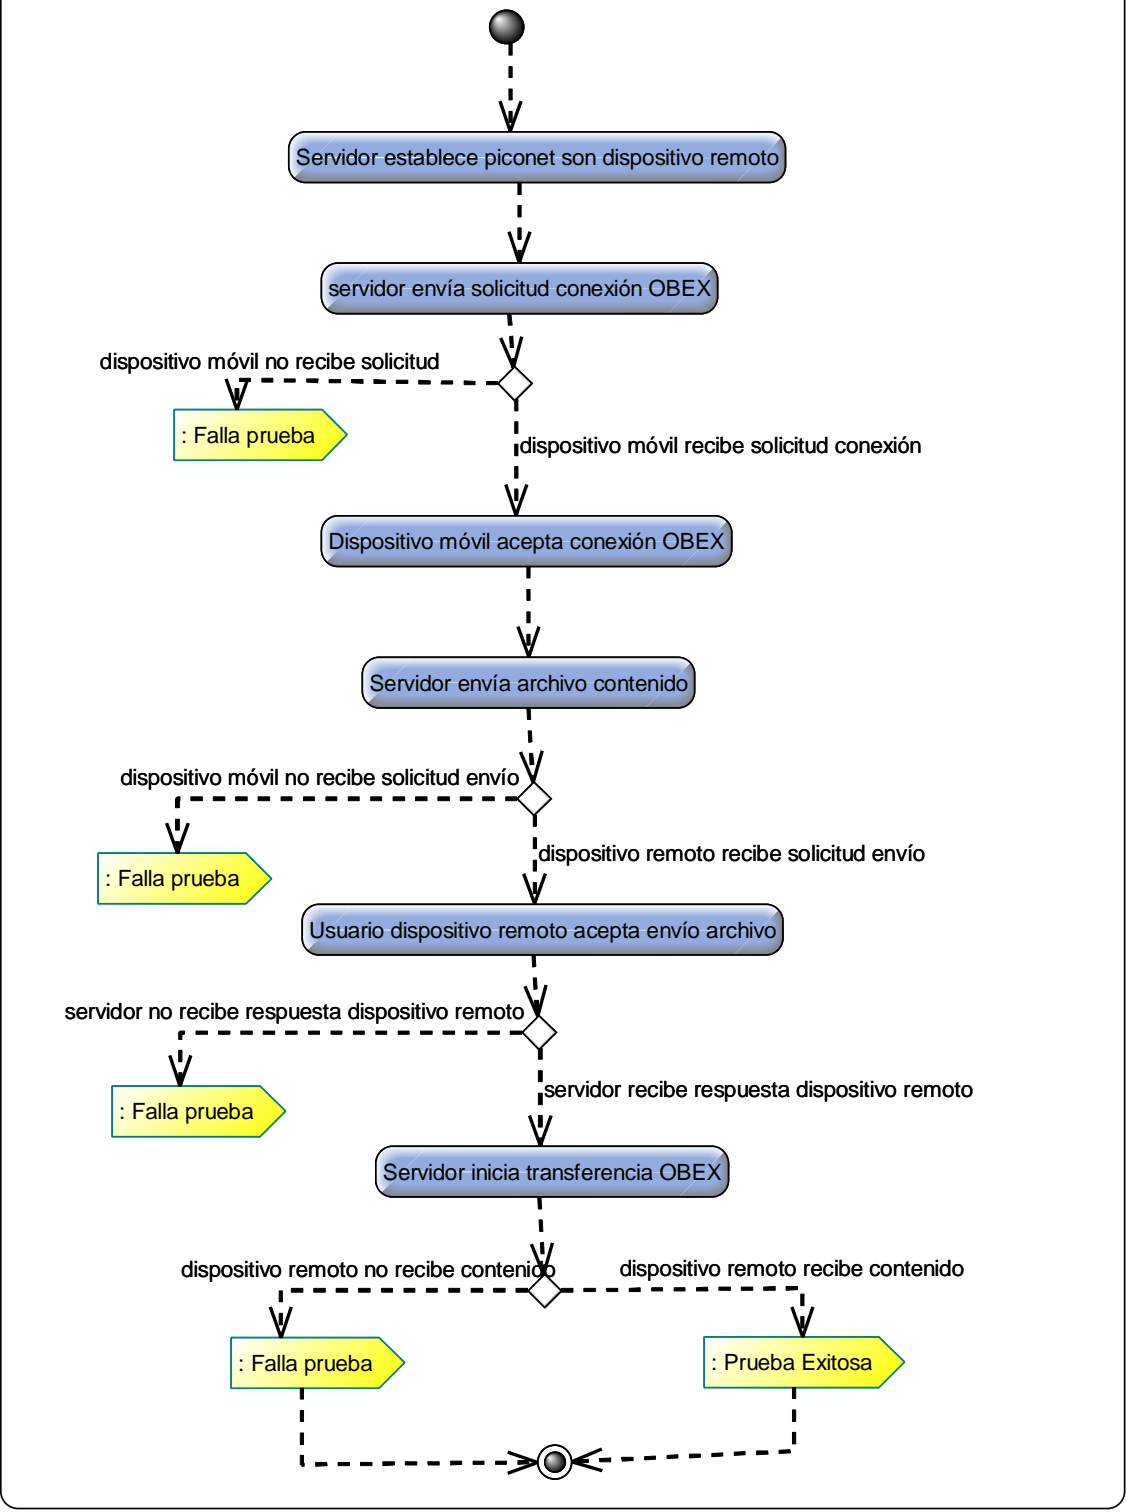 Servidor establece piconet son dispositivo remoto
servidor envía solicitud conexión OBEX
dispositivo móvil no recibe solicitud
: Falla prueba
dispositivo móvil recibe solicitud conexión
Dispositivo móvil acepta conexión OBEX
Servidor envía archivo contenido
dispositivo móvil no recibe solicitud envío
dispositivo remoto recibe solicitud envío
: Falla prueba
Usuario dispositivo remoto acepta envío archivo
servidor no recibe respuesta dispositivo remoto
servidor recibe respuesta dispositivo remoto
: Falla prueba
Servidor inicia transferencia OBEX
dispositivo remoto no recibe contenido
dispositivo remoto recibe contenido
: Falla prueba
: Prueba Exitosa